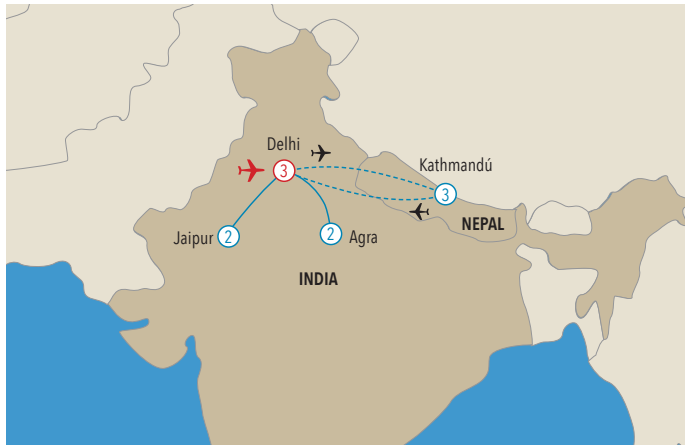 Delhi
3
Kathmandú
3
NEPAL
Jaipur
2
2
Agra
INDIA